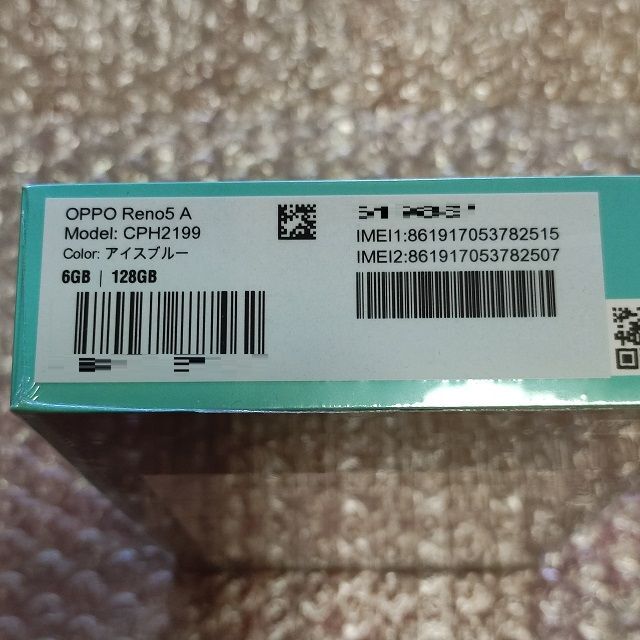 OPPO Reno5 A
Model: CPH2199
Color: アイスブルー
6GB | 128GB
IMEI1:861917053782515
IMEI2:861917053782507